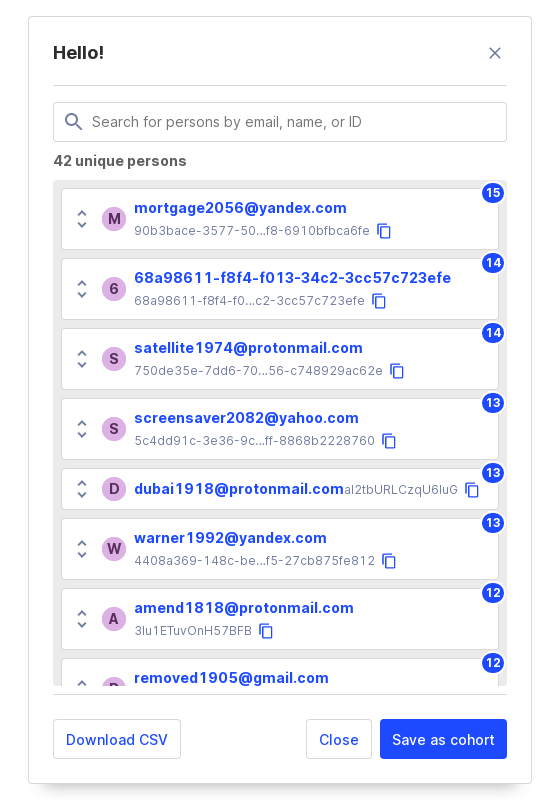 Hello!
Search for persons by email, name, or ID
42 unique persons
15
M
mortgage2056@yandex.com
90b3bace-3577-50...f8-6910bfbca6fe
14
6
68a98611-f8f4-f013-34c2-3cc57c723efe
68a98611-f8f4-f0...c2-3cc57c723efe
14
S
satellite1974@protonmail.com
750de35e-7dd6-70...56-c748929ac62e
13
S
screensaver2082@yahoo.com
5c4dd91c-3e36-9c...ff-8868b2228760
13
D
dubai1918@protonmail.comaI2tbURLCzqU6IuG
13
W
warner1992@yandex.com
4408a369-148c-be...f5-27cb875fe812
12
A
amend1818@protonmail.com
3Iu1ETuvOnH57BFB
12
removed1905@gmail.com
Download CSV
Close
Save as cohort